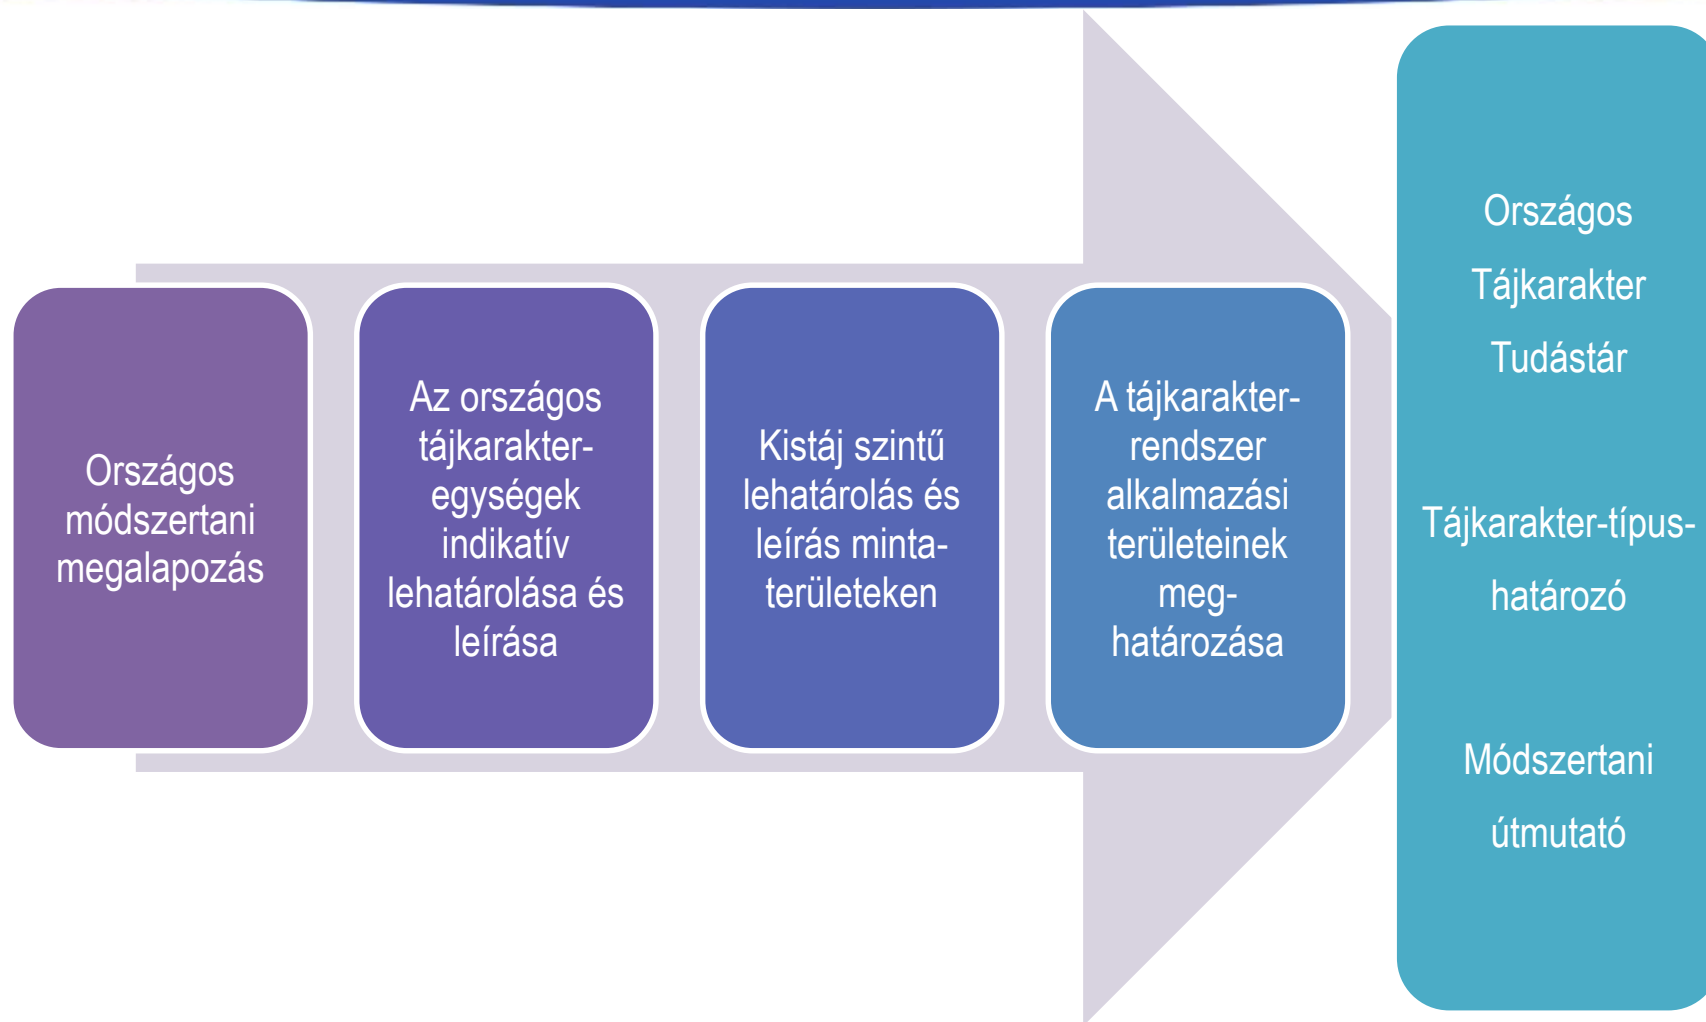 Országos
módszertani
megalapozás
Az országos
tájkarakter-
egységek
indikatív
lehatárolása és
leírása
Kistáj szintű
lehatárolás és
leírás minta-
területeken
A tájkarakter-
rendszer
alkalmazási
területeinek
meg-
határozása
Országos
Tájkarakter
Tudástár
Tájkarakter-típus-
határozó
Módszertani
útmutató